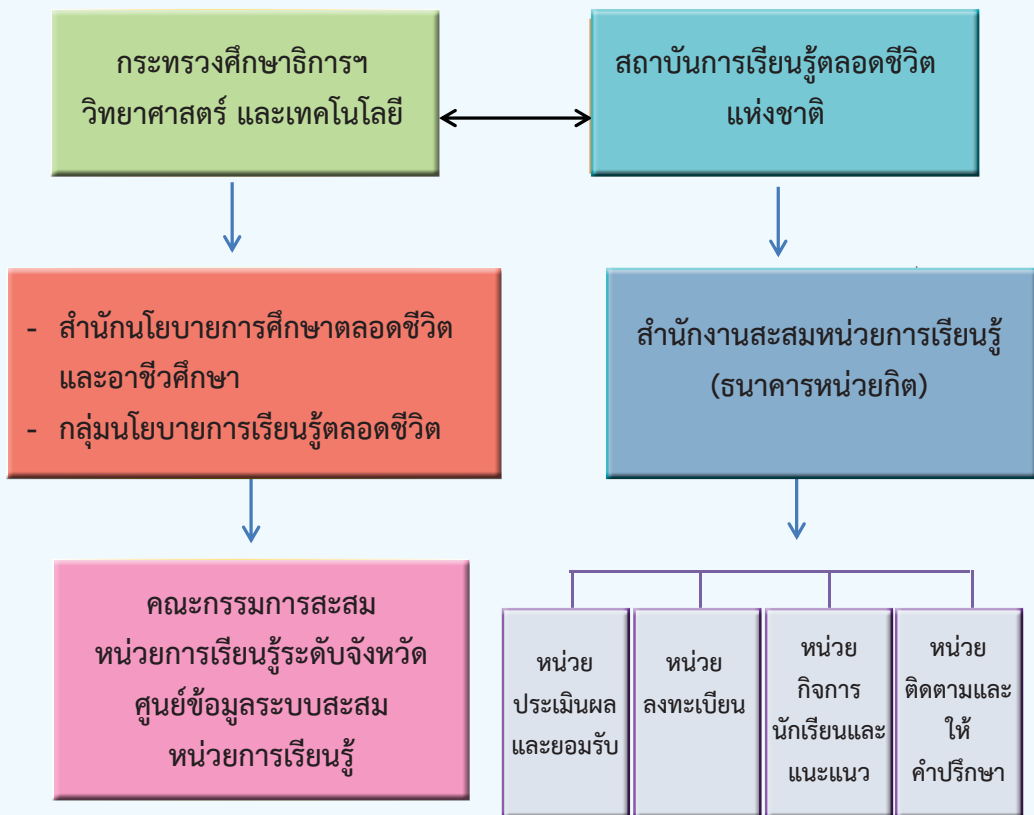 กระทรวงศึกษาธิการฯ
วิทยาศาสตร์ และเทคโนโลยี
สถาบันการเรียนรู้ตลอดชีวิต
แห่งชาติ
- สำนักนโยบายการศึกษาตลอดชีวิต
และอาชีวศึกษา
- กลุ่มนโยบายการเรียนรู้ตลอดชีวิต
สำนักงานสะสมหน่วยการเรียนรู้
(ธนาคารหน่วยกิต)
คณะกรรมการสะสม
หน่วยการเรียนรู้ระดับจังหวัด
ศูนย์ข้อมูลระบบสะสม
หน่วยการเรียนรู้
หน่วย
ประเมินผล
และยอมรับ
หน่วย
ลงทะเบียน
หน่วย
กิจการ
นักเรียนและ
แนะแนว
หน่วย
ติดตามและ
ให้
คำปรึกษา